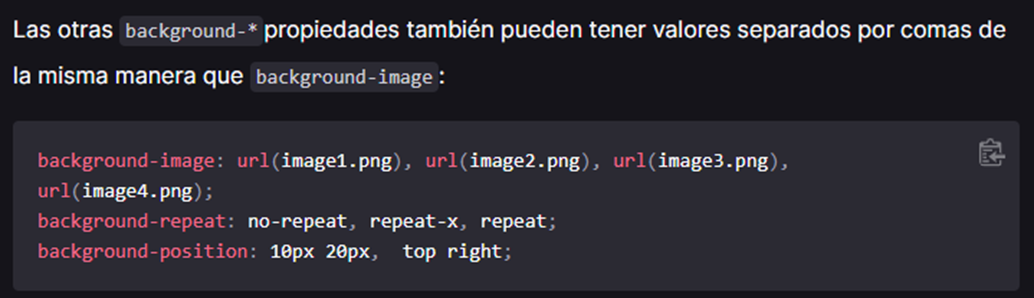 Las otras background-* propiedades también pueden tener valores separados por comas de
la misma manera que background-image:
background-image: url(image1.png), url(image2.png), url(image3.png),
url(image4.png);
background-repeat: no-repeat, repeat-x, repeat;
background-position: 10px 20px,  top right;